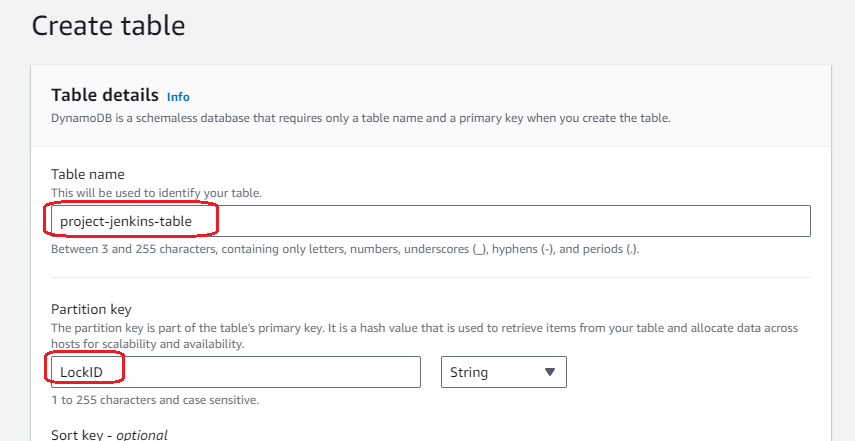 Create table
Table details Info
DynamoDB is a schemaless database that requires only a table name and a primary key when you create the table.
Table name
This will be used to identify your table.
project-jenkins-table
Between 3 and 255 characters, containing only letters, numbers, underscores (_), hyphens (-), and periods (.).
Partition key
The partition key is part of the table's primary key. It is a hash value that is used to retrieve items from your table and allocate data across
hosts for scalability and availability.
LockID String
1 to 255 characters and case sensitive.
Sort key - optional